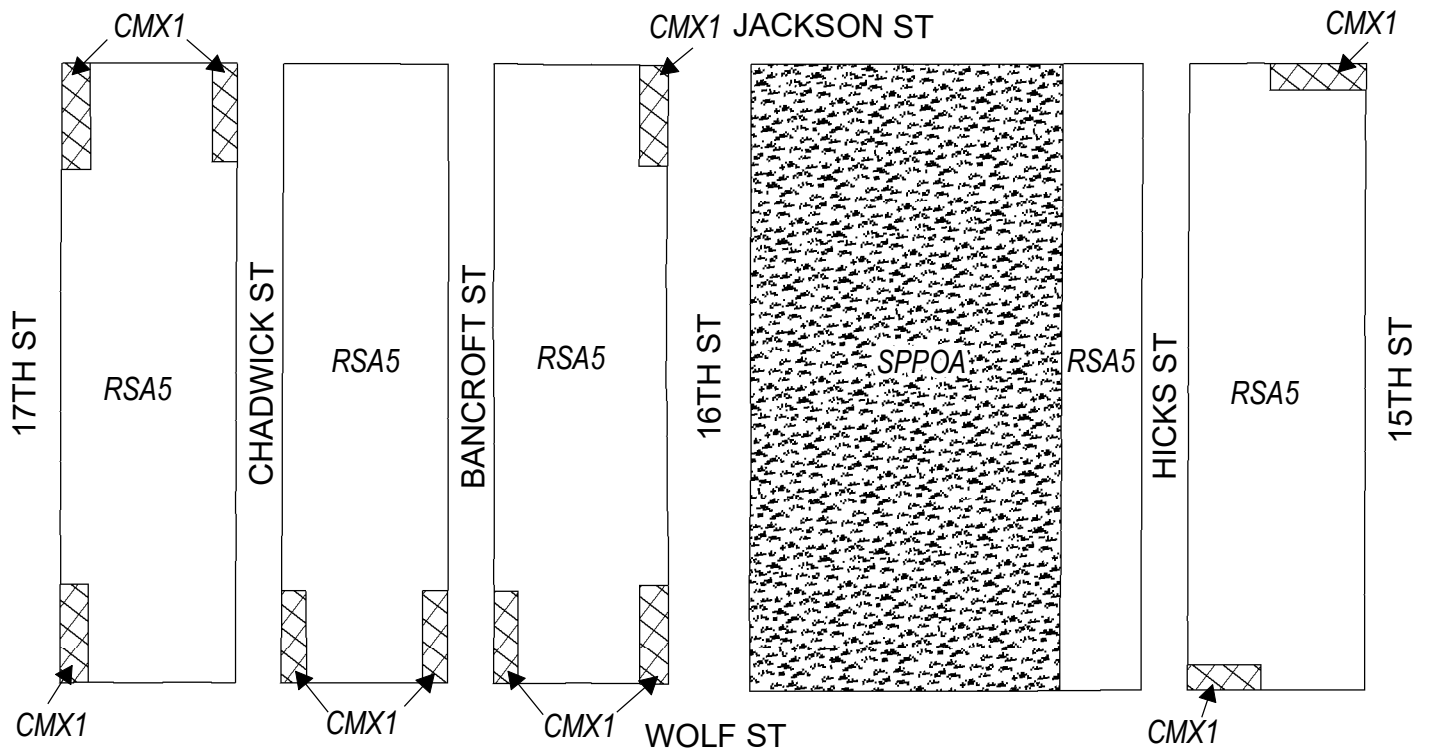 CMX1
CMX1 JACKSON ST
CMX1
17TH ST
RSA5
CHADWICK ST
RSA5
BANCROFT ST
RSA5
16TH ST
SPPOA
RSA5
HICKS ST
RSA5
15TH ST
CMX1
CMX1
CMX1
WOLF ST
CMX1